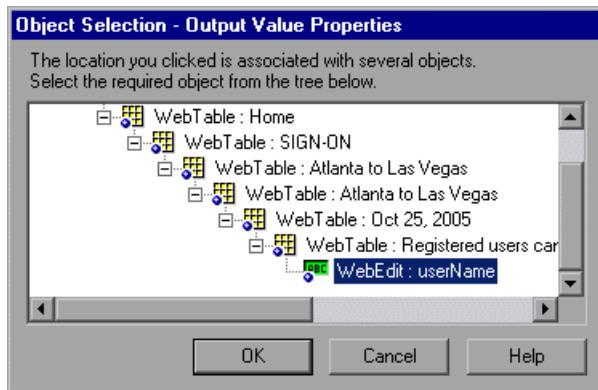 Object Selection - Output Value Properties
The location you clicked is associated with several objects.
Select the required object from the tree below.
WebTable : Home
WebTable : SIGN-ON
WebTable : Atlanta to Las Vegas
WebTable : Atlanta to Las Vegas
WebTable : Oct 25, 2005
WebTable : Registered users car
ABC WebEdit : userName
OK Cancel Help